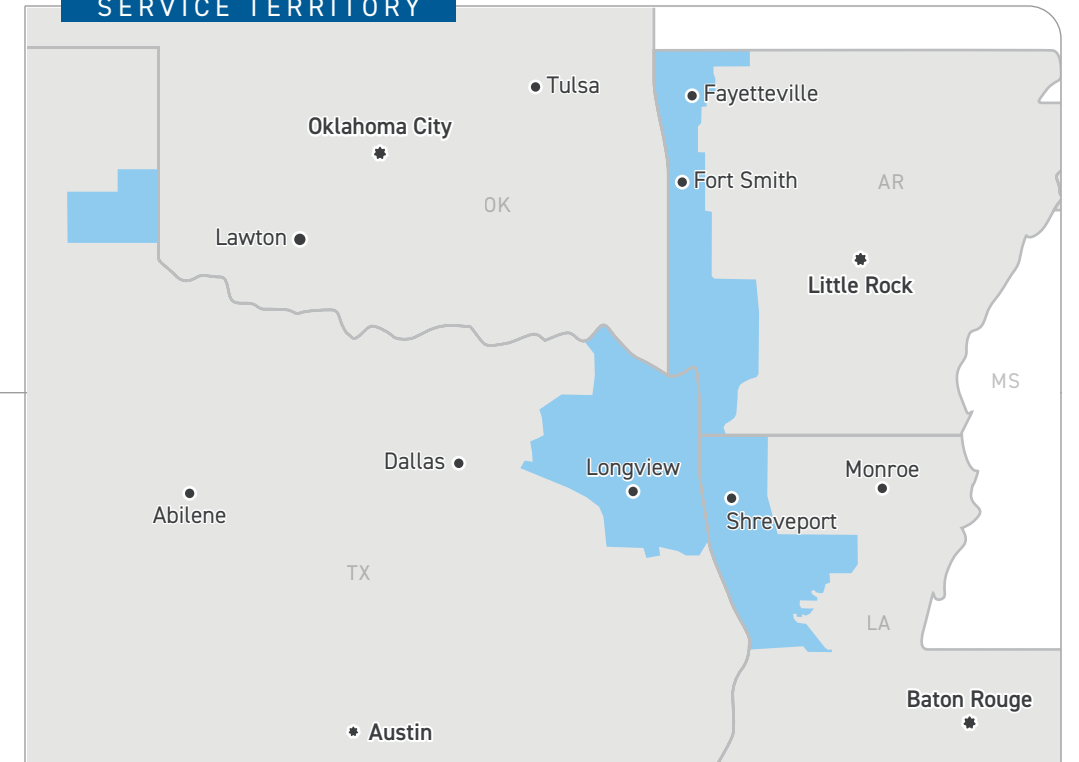 SERVICE TERRITORY
Tulsa
Fayetteville
Oklahoma City
Fort Smith
AR
OK
Lawton
Little Rock
MS
Dallas
Longview
Monroe
Abilene
Shreveport
TX
LA
Baton Rouge
Austin